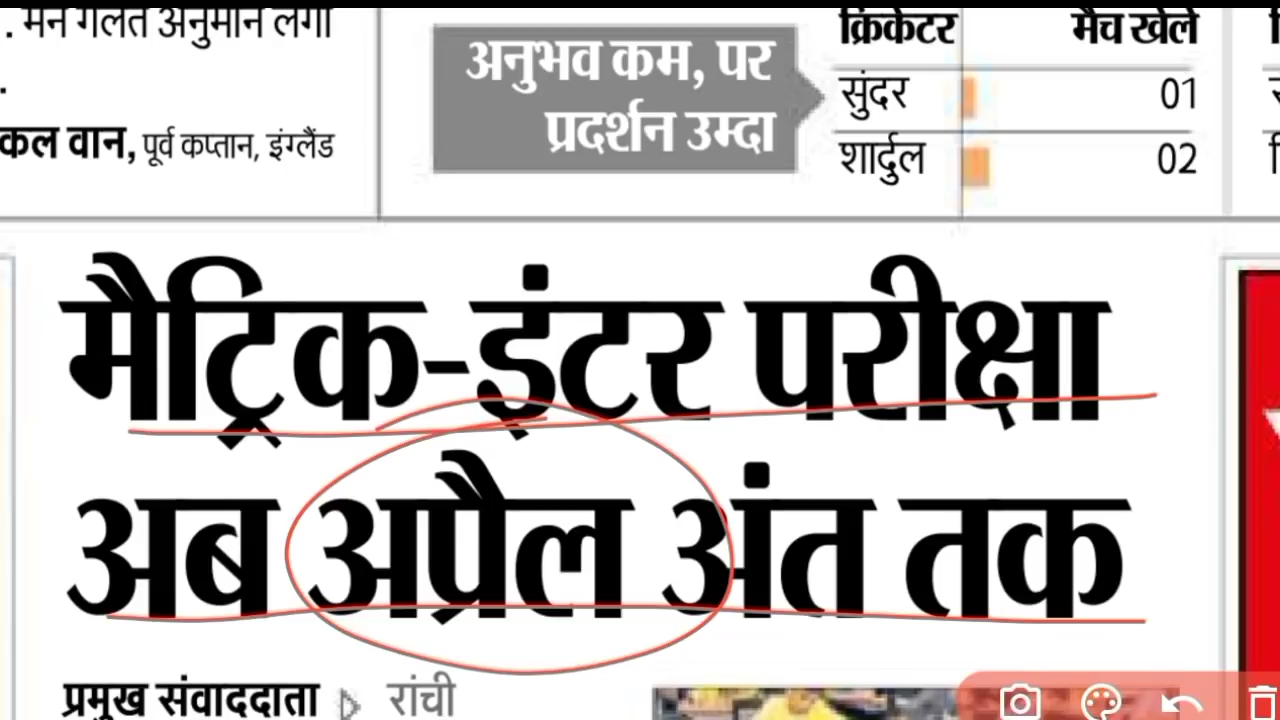 . मैंने गलत अनुमान लगा
.
कल वान, पूर्व कप्तान, इंग्लैंड
अनुभव कम, पर
प्रदर्शन उम्दा
क्रिकेटर मैच खेले
सुंदर 01
शार्दुल 02
मैट्रिक-इंटर परीक्षा
अब अप्रैल अंत तक
प्रमुख संवाददाता रांची